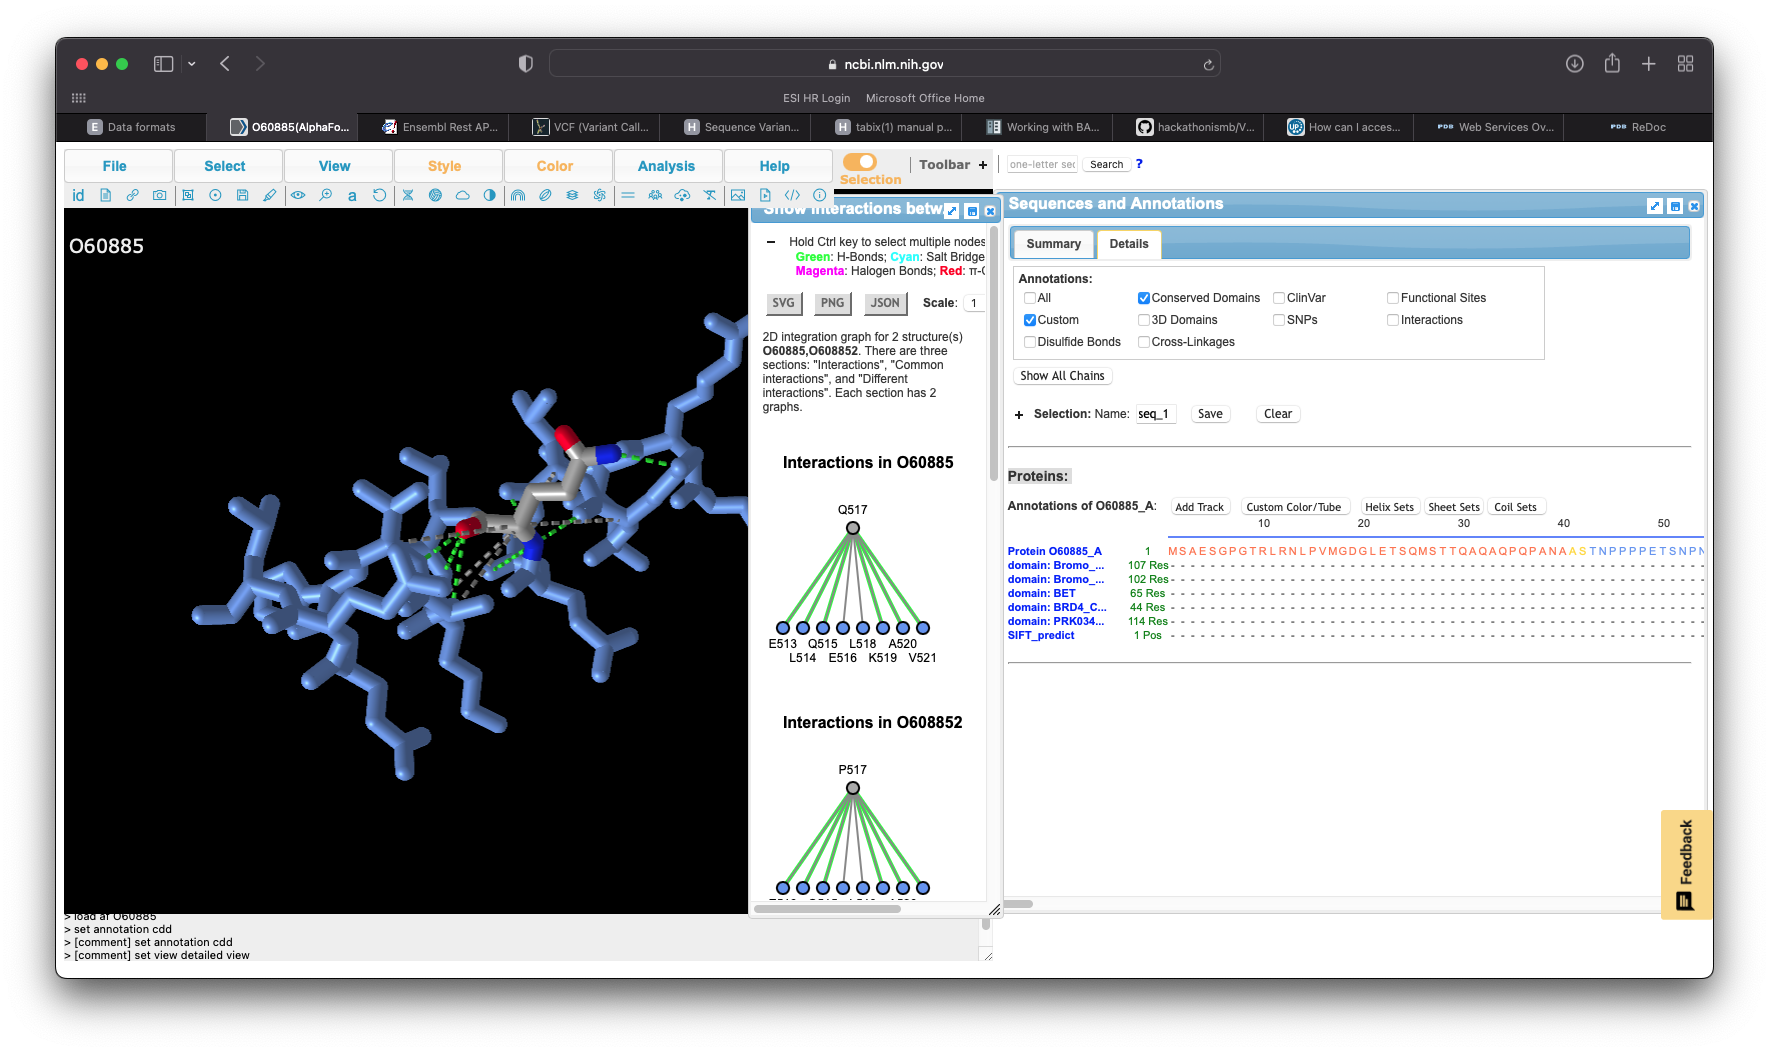 ncbi.nlm.nih.gov
ESI HR Login Microsoft Office Home
E Data formats
O60885(AlphaFo...
Ensembl Rest AP...
VCF (Variant Call...
H Sequence Varian...
H tabix(1) manual p...
Working with BA...
hackathonismb/V...
UP How can I acces...
PDB Web Services Ov...
PDB ReDoc
File Select View Style Color Analysis Help
Selection
Toolbar +
one-letter sec Search ?
id
a
O60885
Show interactions betw
Hold Ctrl key to select multiple nodes
Green: H-Bonds; Cyan: Salt Bridge
Magenta: Halogen Bonds; Red: π-C
SVG PNG JSON Scale: 1
2D integration graph for 2 structure(s)
O60885,O608852. There are three
sections: "Interactions", "Common
interactions", and "Different
interactions". Each section has 2
graphs.
Interactions in O60885
Q517
E513 Q515 L518 A520
L514 E516 K519 V521
Interactions in O608852
P517
Sequences and Annotations
Summary Details
Annotations:
All Conserved Domains ClinVar Functional Sites
Custom 3D Domains SNPs Interactions
Disulfide Bonds Cross-Linkages
Show All Chains
+ Selection: Name: seq_1 Save Clear
Proteins:
Annotations of O60885_A: Add Track Custom Color/Tube Helix Sets Sheet Sets Coil Sets
10 20 30 40 50
Protein O60885_A 1 MSAESGPGTRLRNLPVMGDGLETSQMSTTQAQAQPQPANAASTNPPPPETSNPN
domain: Bromo_... 107 Res
domain: Bromo_... 102 Res
domain: BET 65 Res
domain: BRD4_C... 44 Res
domain: PRK034... 114 Res
SIFT_predict 1 Pos
Feedback
> load af O60885
> set annotation cdd
> [comment] set annotation cdd
> [comment] set view detailed view